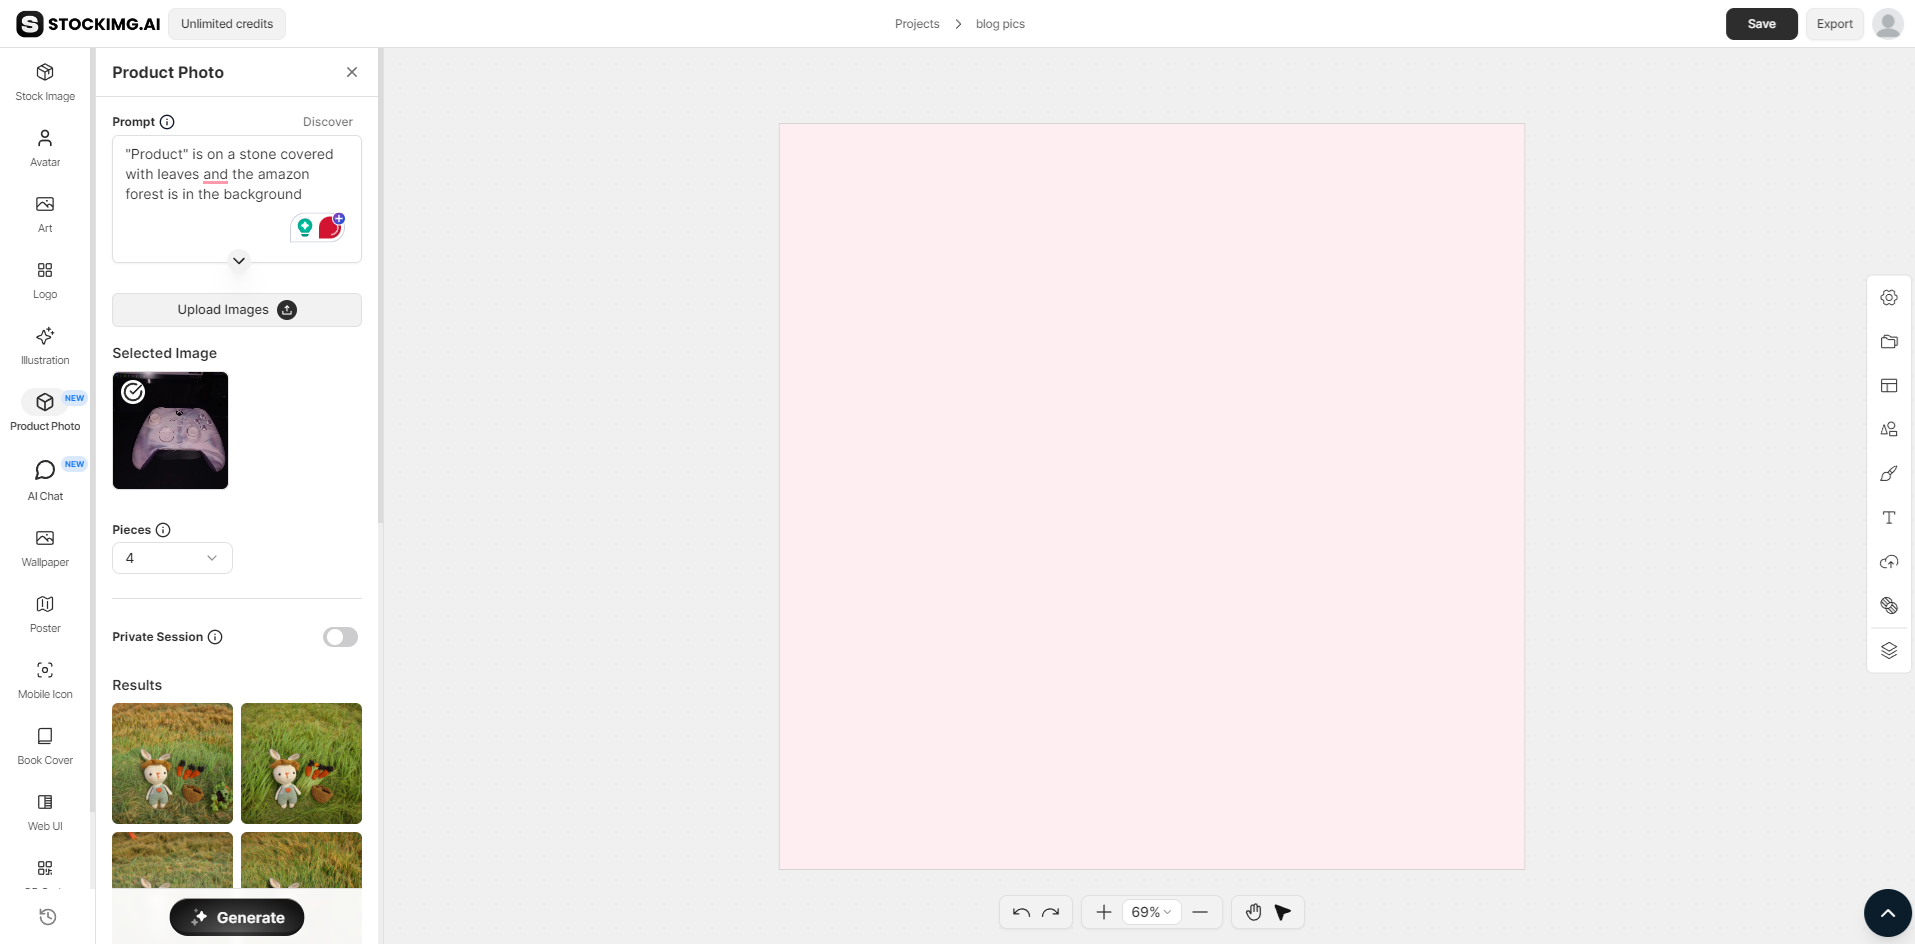 STOCKIMG.AI
Unlimited credits
Projects
blog pics
Save
Export
Stock Image
Avatar
Art
Logo
Illustration
NEW
Product Photo
NEW
AI Chat
Wallpaper
Poster
Mobile Icon
Book Cover
Web UI
Product Photo
Prompt
Discover
"Product" is on a stone covered
with leaves and the amazon
forest is in the background
Upload Images
Selected Image
Pieces
4
Private Session
Results
Generate
69%